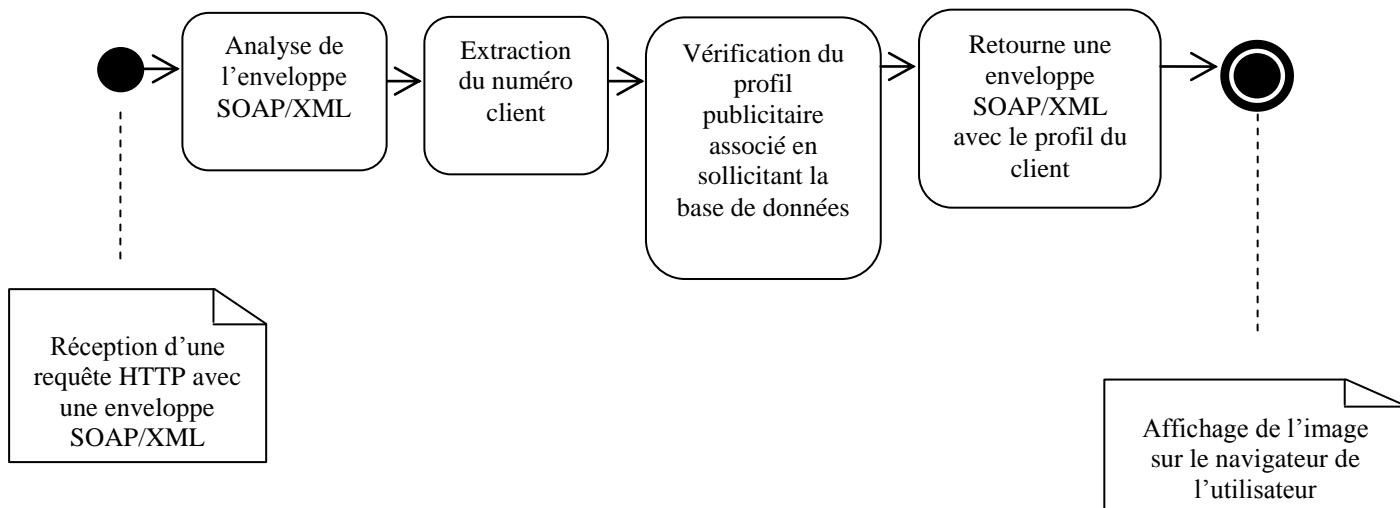 Analyse de
l’enveloppe
SOAP/XML
Extraction
du numéro
client
Vérification du
profil
publicitaire
associé en
sollicitant la
base de données
Retourne une
enveloppe
SOAP/XML
avec le profil du
client
Réception d’une
requête HTTP avec
une enveloppe
SOAP/XML
Affichage de l’image
sur le navigateur de
l’utilisateur